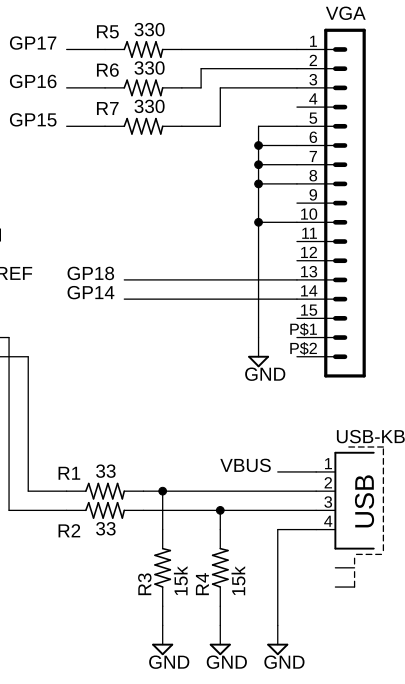 VGA
GP17 R5 330 1
GP16 R6 330 2
GP15 R7 330 3
4
5
6
7
8
9
10
11
12
REF GP18 13
GP14 14
15
P$1
P$2
GND
USB-KB
VBUS 1
R1 33 2
R2 33 3
4
USB
R3 15k R4 15k
GND GND GND